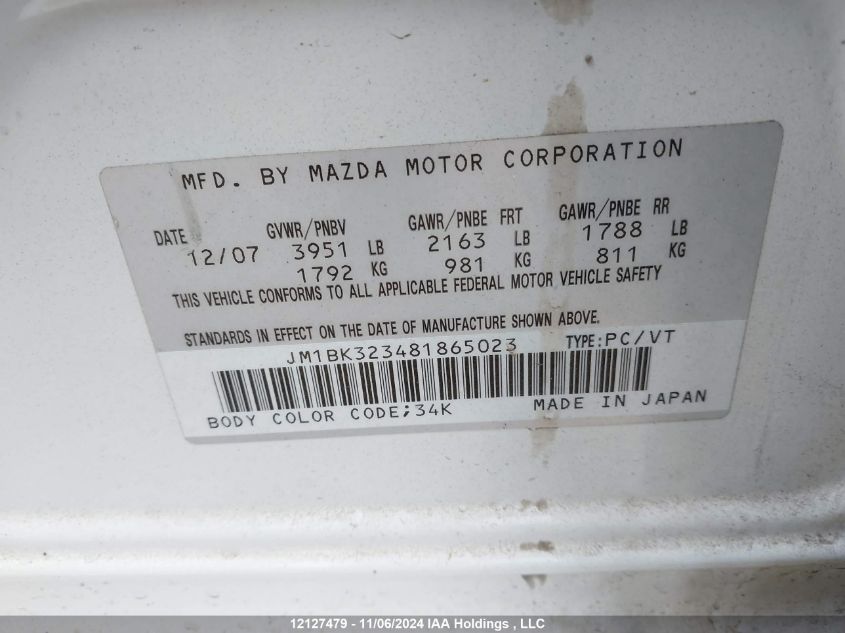 MFD. BY MAZDA MOTOR CORPORATION
DATE GVWR/PNBV GAWR/PNBE FRT GAWR/PNBE RR
12/07 3951 LB 2163 LB 1788 LB
1792 KG 981 KG 811 KG
THIS VEHICLE CONFORMS TO ALL APPLICABLE FEDERAL MOTOR VEHICLE SAFETY
STANDARDS IN EFFECT ON THE DATE OF MANUFACTURE SHOWN ABOVE.
JM1BK323481865023 TYPE:PC/VT
BODY COLOR CODE;34K MADE IN JAPAN
12127479 - 11/06/2024 IAA Holdings , LLC